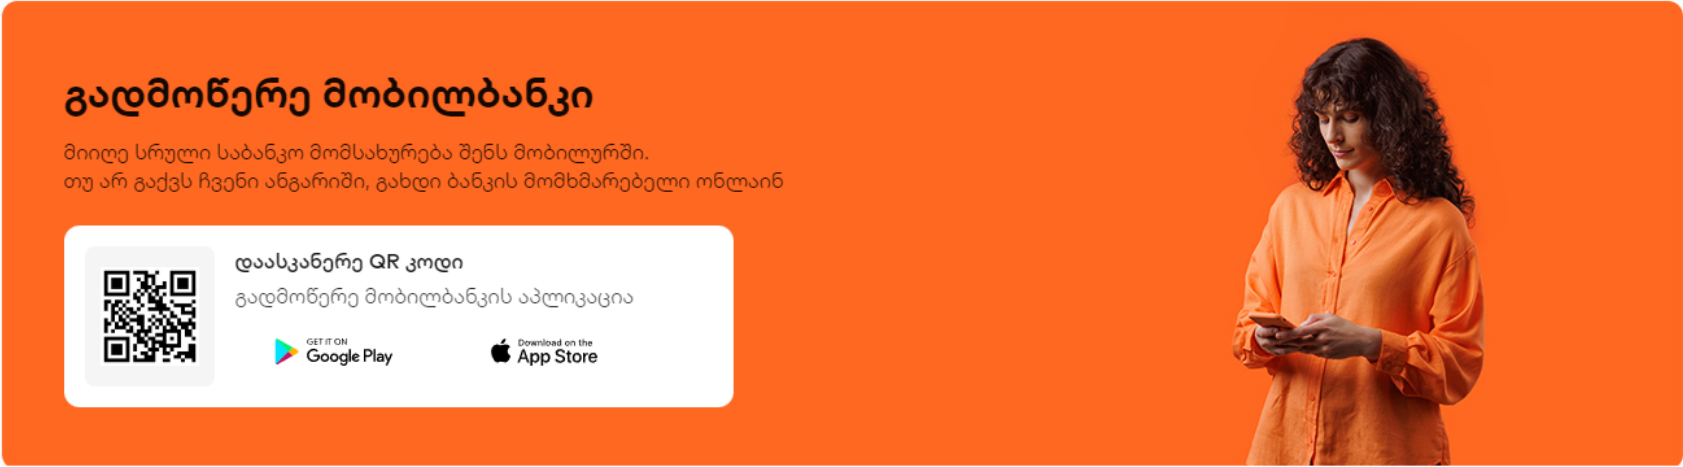 გადმოწერე მობილბანკი
მიიღე სრული საბანკო მომსახურება შენს მობილურში.
თუ არ გაქვს ჩვენი ანგარიში, გახდი ბანკის მომხმარებელი ონლაინ
დაასკანერე QR კოდი
გადმოწერე მობილბანკის აპლიკაცია
GET IT ON
Google Play
Download on the
App Store